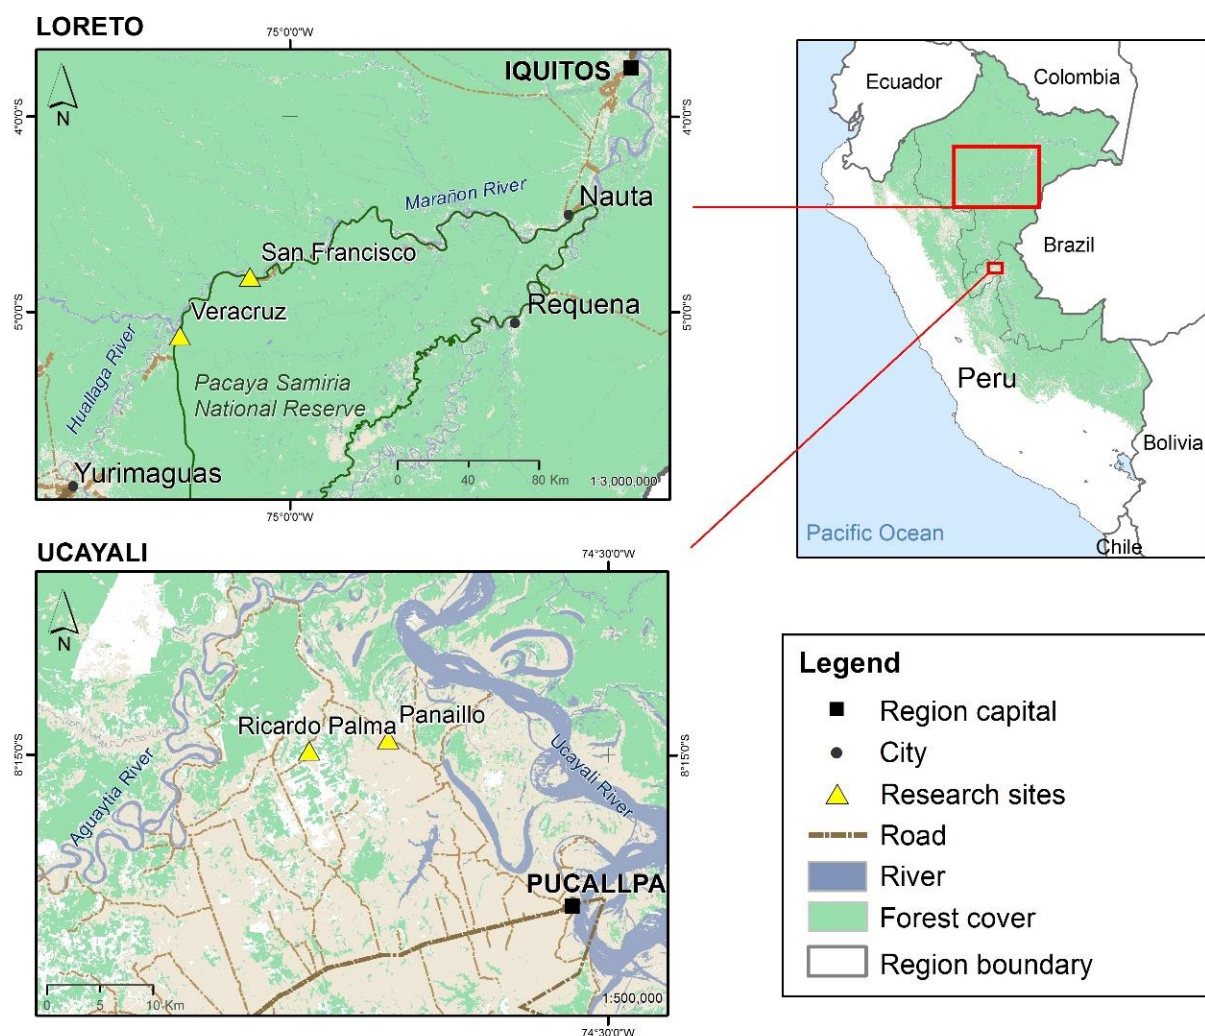 LORETO
75°0'0"W
IQUITOS
N
4°0'0"S
4°0'0"S
Marañon River
Nauta
San Francisco
Veracruz
Requena
5°0'0"S
5°0'0"S
Huallaga River
Pacaya Samiria
National Reserve
Yurimaguas
0 40 80 Km
1:3,000,000
75°0'0"W
Ecuador
Colombia
Brazil
Peru
Bolivia
Pacific Ocean
Chile
UCAYALI
74°30'0"W
N
Ricardo Palma
Panaillo
8°15'0"S
8°15'0"S
Aguaytia River
Ucayali River
PUCALLPA
0 5 10 Km
1:500,000
74°30'0"W
Legend
Region capital
City
Research sites
Road
River
Forest cover
Region boundary